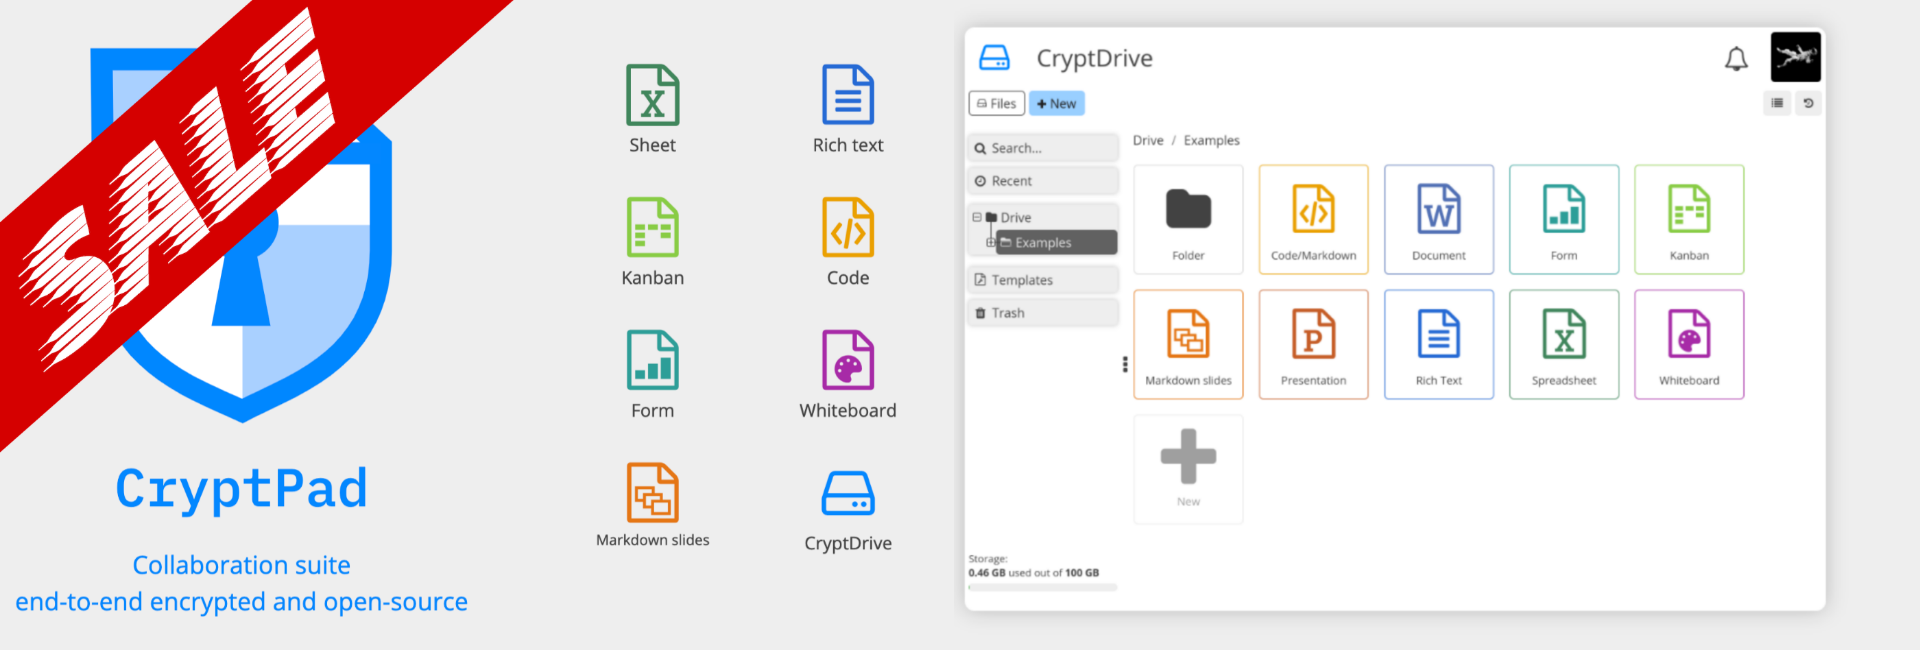 SALE
CryptPad
Collaboration suite
end-to-end encrypted and open-source
Sheet
Rich text
Kanban
Code
Form
Whiteboard
Markdown slides
CryptDrive
CryptDrive
Files
New
Search...
Recent
Drive
Examples
Templates
Trash
Drive / Examples
Folder
Code/Markdown
Document
Form
Kanban
Markdown slides
Presentation
Rich Text
Spreadsheet
Whiteboard
New
Storage:
0.46 GB used out of 100 GB